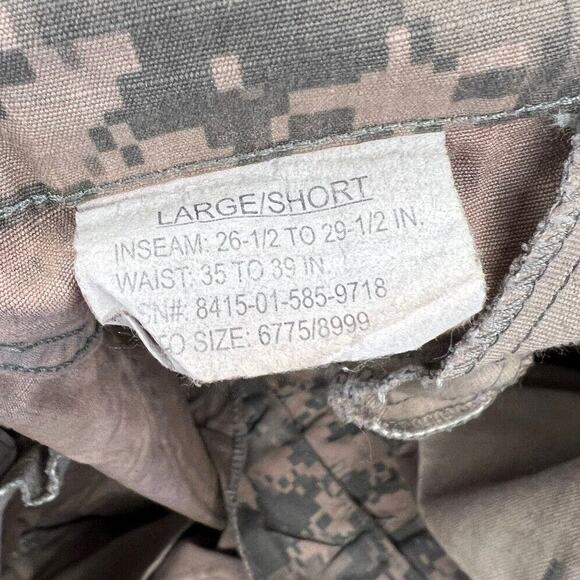 LARGE/SHORT
INSEAM: 26-1/2 TO 29-1/2 IN.
WAIST: 35 TO 39 IN.
SN#: 8415-01-585-9718
O SIZE: 6775/8999